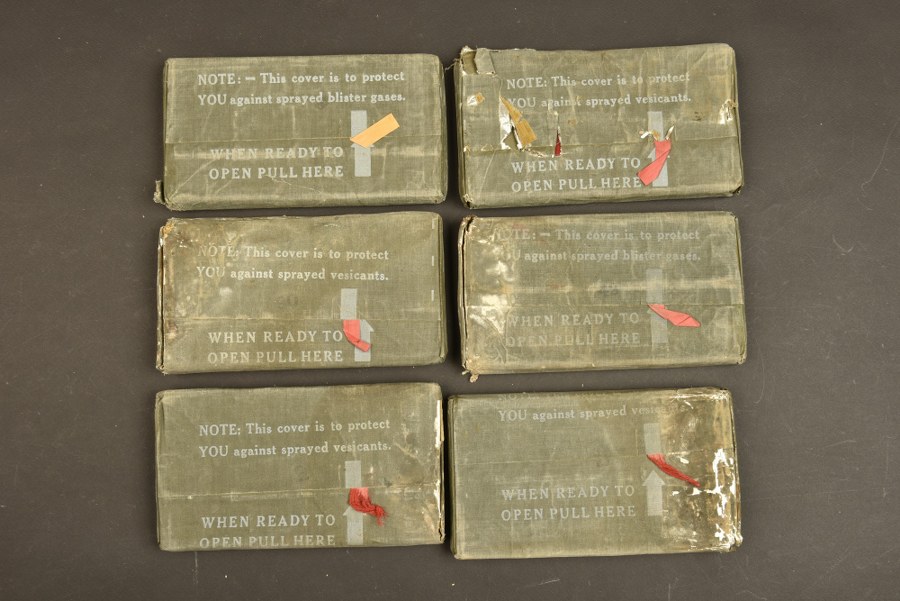 NOTE: — This cover is to protect
YOU against sprayed blister gases.
WHEN READY TO
OPEN PULL HERE
NOTE: This cover is to protect
YOU against sprayed vesicants.
WHEN READY TO
OPEN PULL HERE
NOTE: This cover is to protect
YOU against sprayed vesicants.
WHEN READY TO
OPEN PULL HERE
TE: — This cover is to protect
against sprayed blister gases.
WHEN READY TO
OPEN PULL HERE
NOTE: This cover is to protect
YOU against sprayed vesicants.
WHEN READY TO
OPEN PULL HERE
YOU against sprayed
WHEN READY TO
OPEN PULL HERE